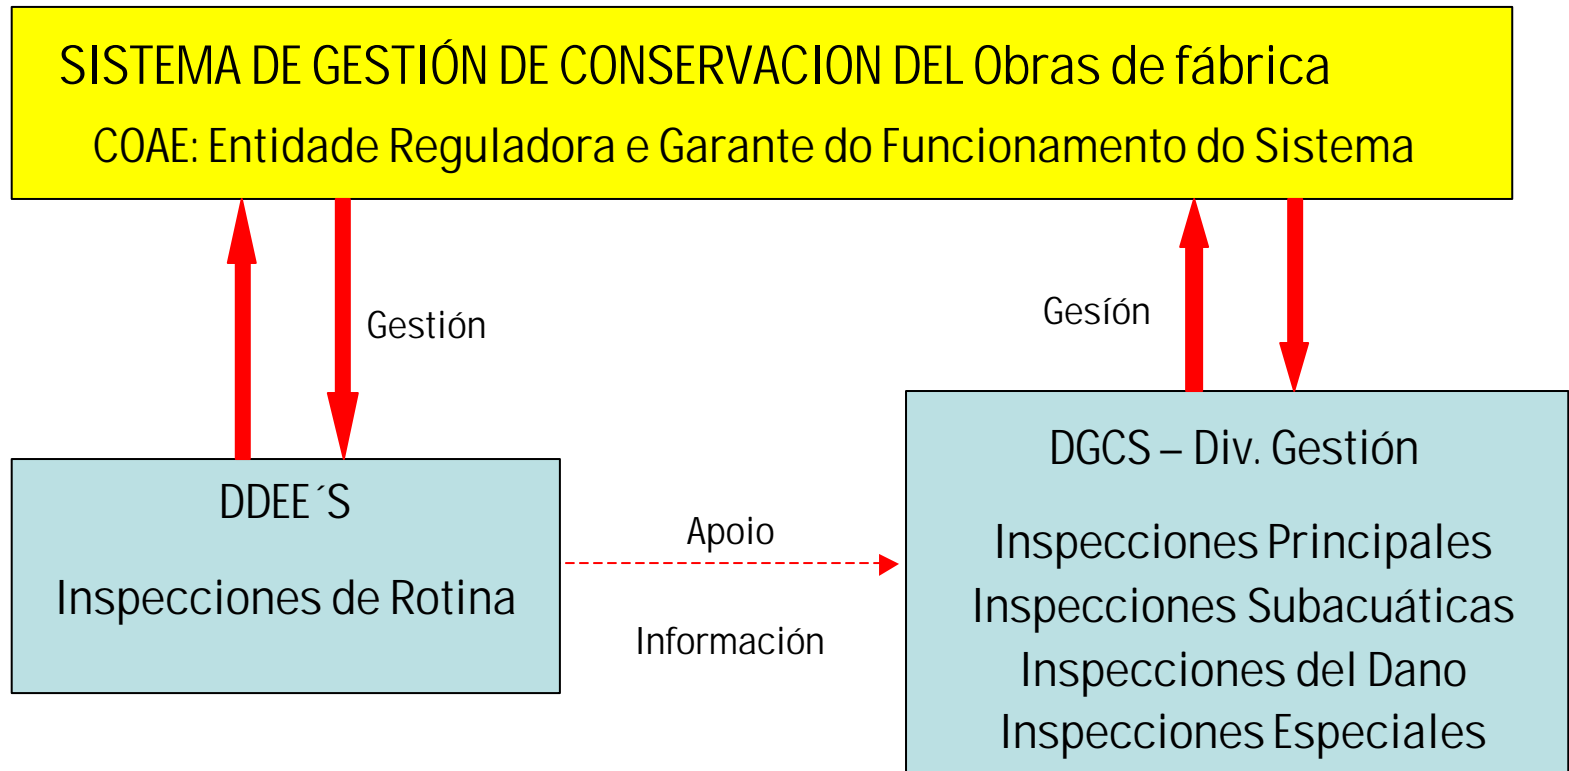 SISTEMA DE GESTIÓN DE CONSERVACION DEL Obras de fábrica
COAE: Entidade Reguladora e Garante do Funcionamento do Sistema
Gestión
Gesíón
DDEE´S
Inspecciones de Rotina
Apoio
Información
DGCS – Div. Gestión
Inspecciones Principales
Inspecciones Subacuáticas
Inspecciones del Dano
Inspecciones Especiales